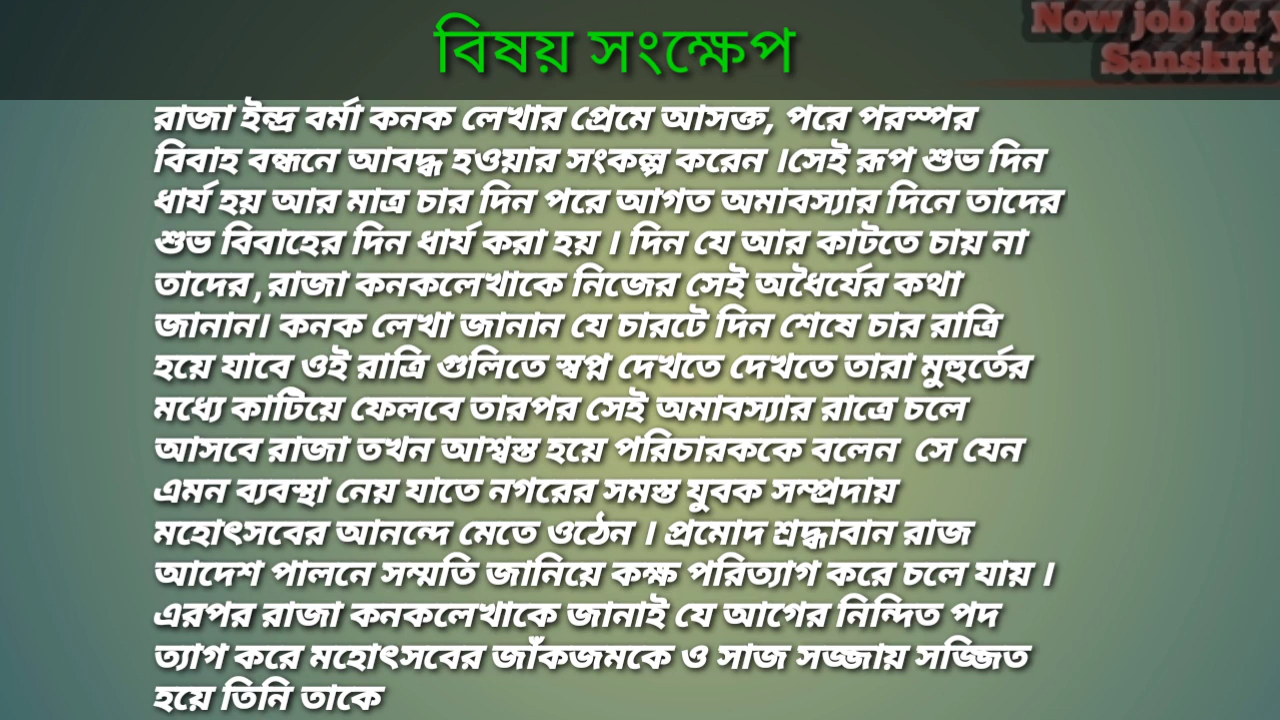 বিষয় সংক্ষেপ
Now job for y
Sanskrit
রাজা ইন্দ্র বর্মা কনক লেখার প্রেমে আসক্ত, পরে পরস্পর
বিবাহ বন্ধনে আবদ্ধ হওয়ার সংকল্প করেন ।সেই রূপ শুভ দিন
ধার্য হয় আর মাত্র চার দিন পরে আগত অমাবস্যার দিনে তাদের
শুভ বিবাহের দিন ধার্য করা হয় । দিন যে আর কাটতে চায় না
তাদের ,রাজা কনকলেখাকে নিজের সেই অধৈর্যের কথা
জানান। কনক লেখা জানান যে চারটে দিন শেষে চার রাত্রি
হয়ে যাবে ওই রাত্রি গুলিতে স্বপ্ন দেখতে দেখতে তারা মুহুর্তের
মধ্যে কাটিয়ে ফেলবে তারপর সেই অমাবস্যার রাত্রে চলে
আসবে রাজা তখন আশ্বস্ত হয়ে পরিচারককে বলেন সে যেন
এমন ব্যবস্থা নেয় যাতে নগরের সমস্ত যুবক সম্প্রদায়
মহোৎসবের আনন্দে মেতে ওঠেন । প্রমোদ শ্রদ্ধাবান রাজ
আদেশ পালনে সম্মতি জানিয়ে কক্ষ পরিত্যাগ করে চলে যায় ।
এরপর রাজা কনকলেখাকে জানাই যে আগের নিন্দিত পদ
ত্যাগ করে মহোৎসবের জাঁকজমকে ও সাজ সজ্জায় সজ্জিত
হয়ে তিনি তাকে